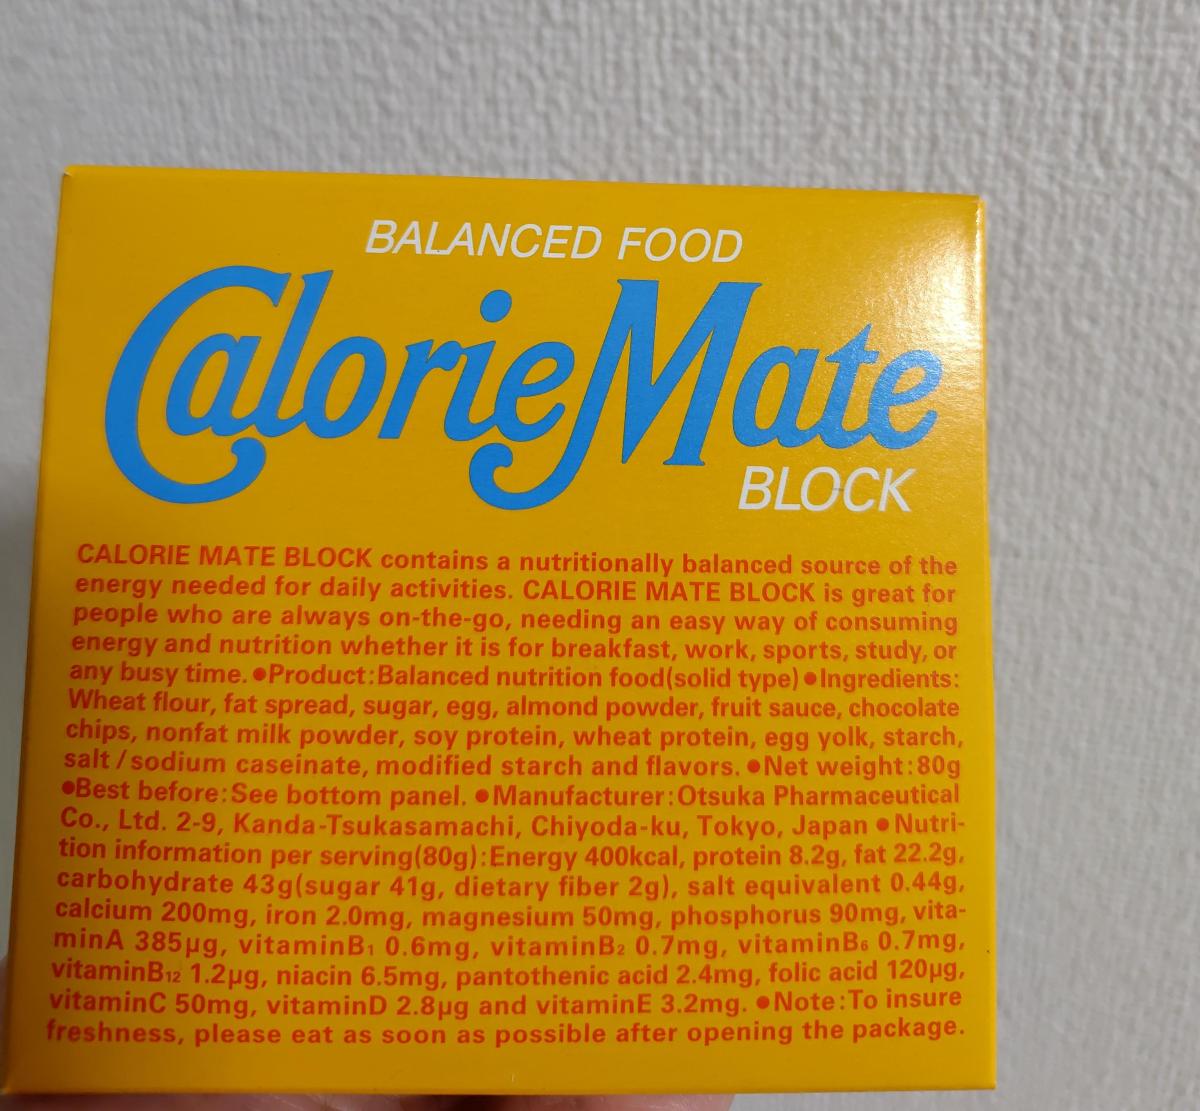 BALANCED FOOD
CalorieMate
BLOCK
CALORIE MATE BLOCK contains a nutritionally balanced source of the
energy needed for daily activities. CALORIE MATE BLOCK is great for
people who are always on-the-go, needing an easy way of consuming
energy and nutrition whether it is for breakfast, work, sports, study, or
any busy time. ●Product:Balanced nutrition food(solid type) ●Ingredients:
Wheat flour, fat spread, sugar, egg, almond powder, fruit sauce, chocolate
chips, nonfat milk powder, soy protein, wheat protein, egg yolk, starch,
salt/sodium caseinate, modified starch and flavors. ●Net weight:80g
●Best before:See bottom panel. ●Manufacturer:Otsuka Pharmaceutical
Co., Ltd. 2-9, Kanda-Tsukasamachi, Chiyoda-ku, Tokyo, Japan ●Nutri-
tion information per serving(80g):Energy 400kcal, protein 8.2g, fat 22.2g,
carbohydrate 43g(sugar 41g, dietary fiber 2g), salt equivalent 0.44g,
calcium 200mg, iron 2.0mg, magnesium 50mg, phosphorus 90mg, vita-
minA 385μg, vitaminB₁ 0.6mg, vitaminB₂ 0.7mg, vitaminB₆ 0.7mg,
vitaminB₁₂ 1.2μg, niacin 6.5mg, pantothenic acid 2.4mg, folic acid 120μg,
vitaminC 50mg, vitaminD 2.8μg and vitaminE 3.2mg. ●Note:To insure
freshness, please eat as soon as possible after opening the package.